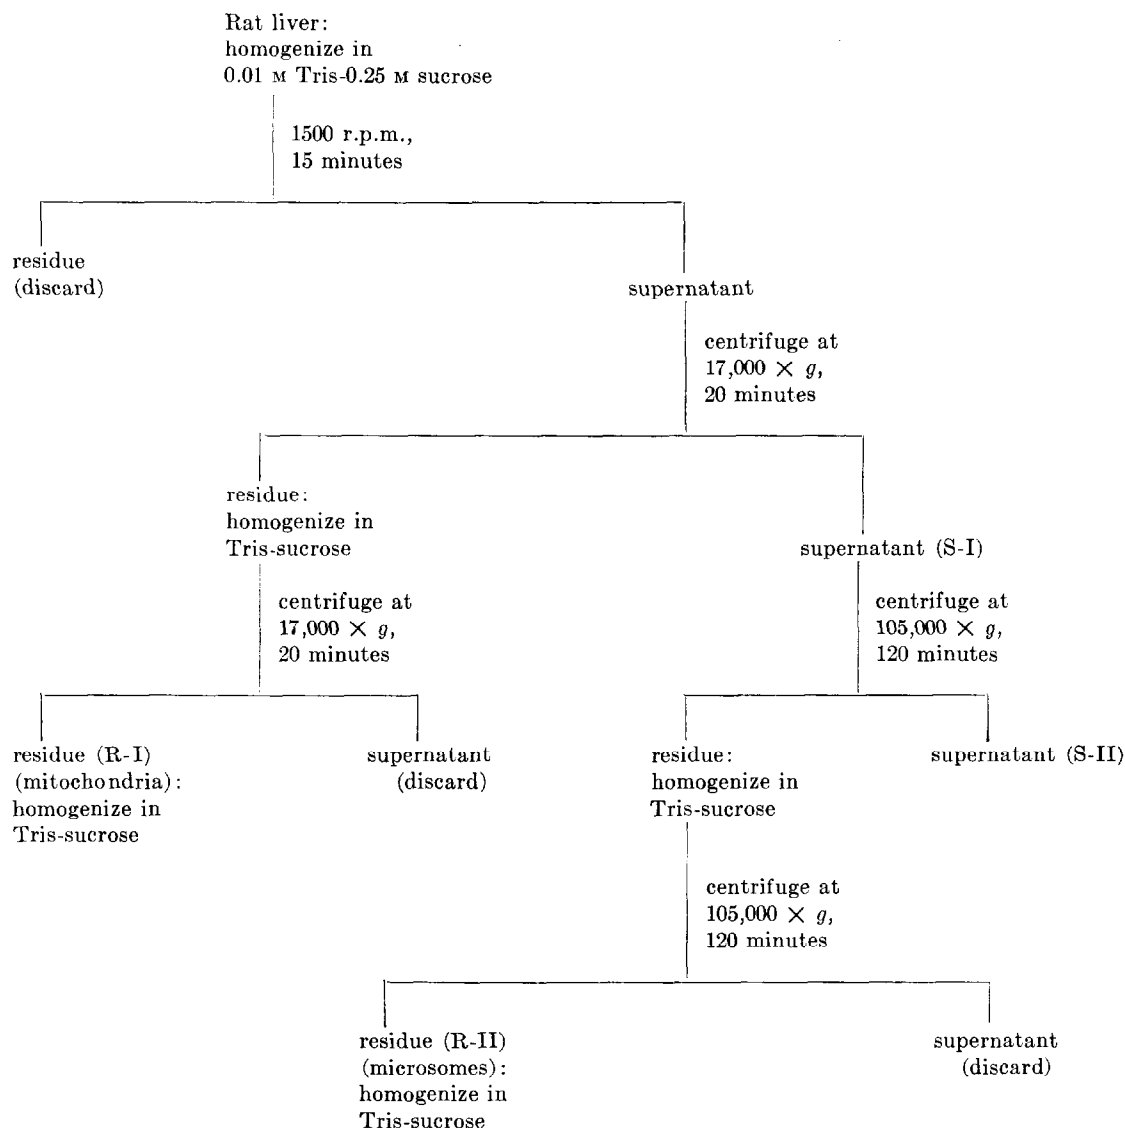 Rat liver:
homogenize in
0.01 M Tris-0.25 M sucrose
1500 r.p.m.,
15 minutes
residue
(discard)
supernatant
centrifuge at
17,000 × g,
20 minutes
residue:
homogenize in
Tris-sucrose
supernatant (S-I)
centrifuge at
17,000 × g,
20 minutes
centrifuge at
105,000 × g,
120 minutes
residue (R-I)
(mitochondria):
homogenize in
Tris-sucrose
supernatant
(discard)
residue:
homogenize in
Tris-sucrose
supernatant (S-II)
centrifuge at
105,000 × g,
120 minutes
residue (R-II)
(microsomes):
homogenize in
Tris-sucrose
supernatant
(discard)